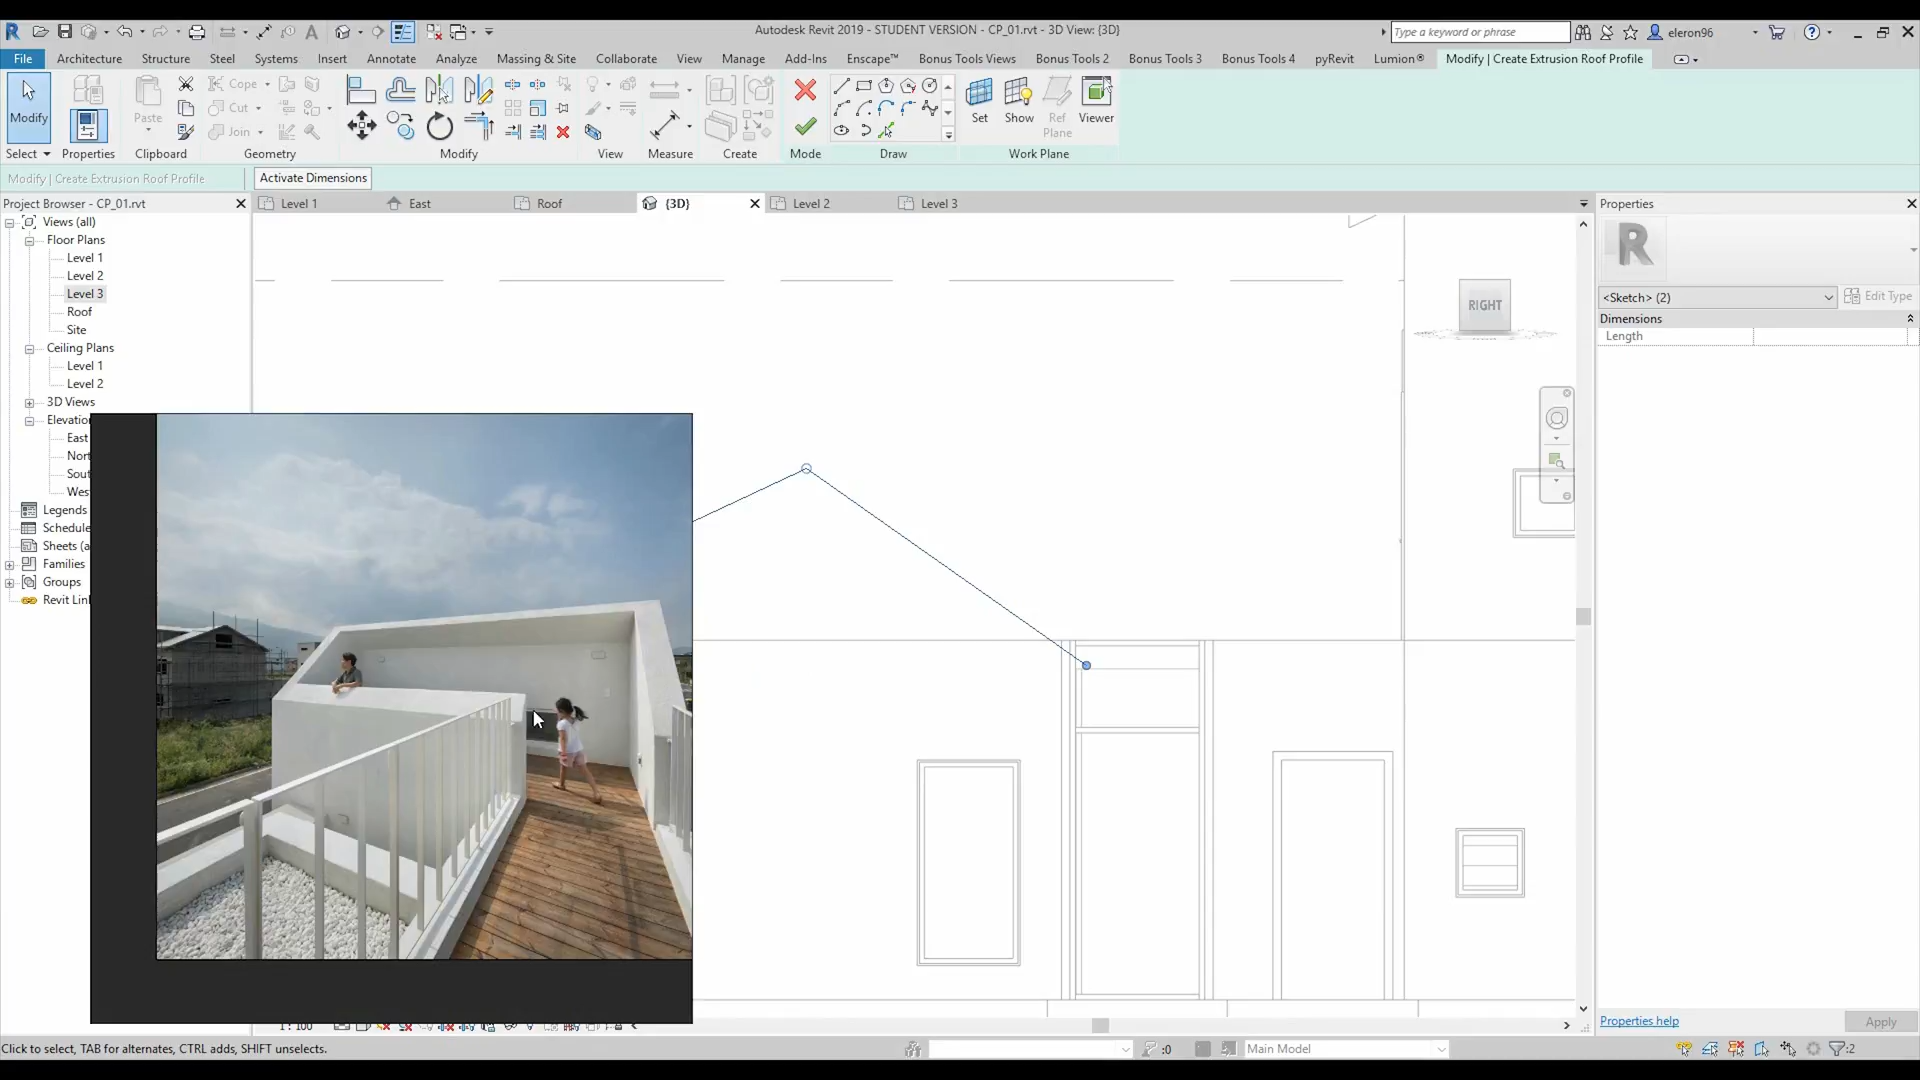 Autodesk Revit 2019 - STUDENT VERSION - CP_01.rvt - 3D View: {3D}
Type a keyword or phrase
eleron96
File Architecture Structure Steel Systems Insert Annotate Analyze Massing & Site Collaborate View Manage Add-Ins Enscape™ Bonus Tools Views Bonus Tools 2 Bonus Tools 3 Bonus Tools 4 pyRevit Lumion® Modify | Create Extrusion Roof Profile
Cope
Cut
Join
Modify
Paste
Set Show Ref Plane Viewer
Select Properties Clipboard Geometry Modify View Measure Create Mode Draw Work Plane
Modify | Create Extrusion Roof Profile Activate Dimensions
Project Browser - CP_01.rvt
Level 1 East Roof {3D} Level 2 Level 3
Properties
Views (all)
Floor Plans
Level 1
Level 2
Level 3
Roof
Site
Ceiling Plans
Level 1
Level 2
3D Views
Elevation
East
Nort
Sout
Wes
Legends
Schedule
Sheets (a
Families
Groups
Revit Lin
RIGHT
R
<Sketch> (2)
Edit Type
Dimensions
Length
Properties help
Apply
1 : 100
Click to select, TAB for alternates, CTRL adds, SHIFT unselects.
:0
Main Model
:2